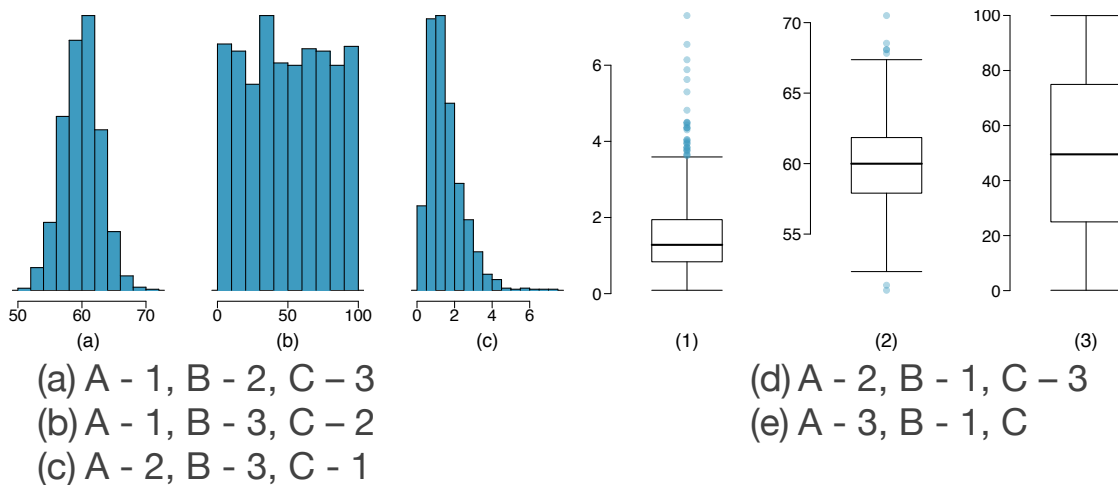 50 60 70
(a)
0 50 100
(b)
0 2 4 6
(c)
6
4
2
0
(1)
70
65
60
55
(2)
100
80
60
40
20
0
(3)
(a) A - 1, B - 2, C – 3
(b) A - 1, B - 3, C – 2
(c) A - 2, B - 3, C - 1
(d) A - 2, B - 1, C – 3
(e) A - 3, B - 1, C